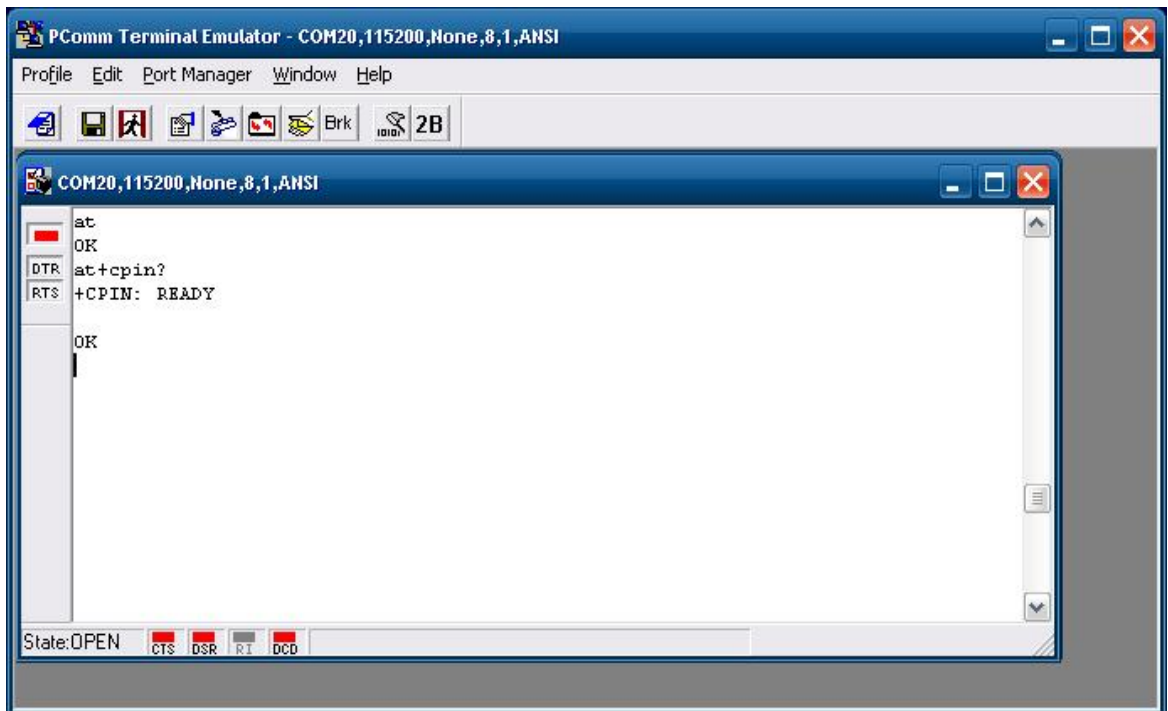 PComm Terminal Emulator - COM20,115200,None,8,1,ANSI
Profile Edit Port Manager Window Help
Brk 2B
COM20,115200,None,8,1,ANSI
at
OK
DTR at+cpin?
RTS +CPIN: READY
OK
State:OPEN CTS DSR RI DCD